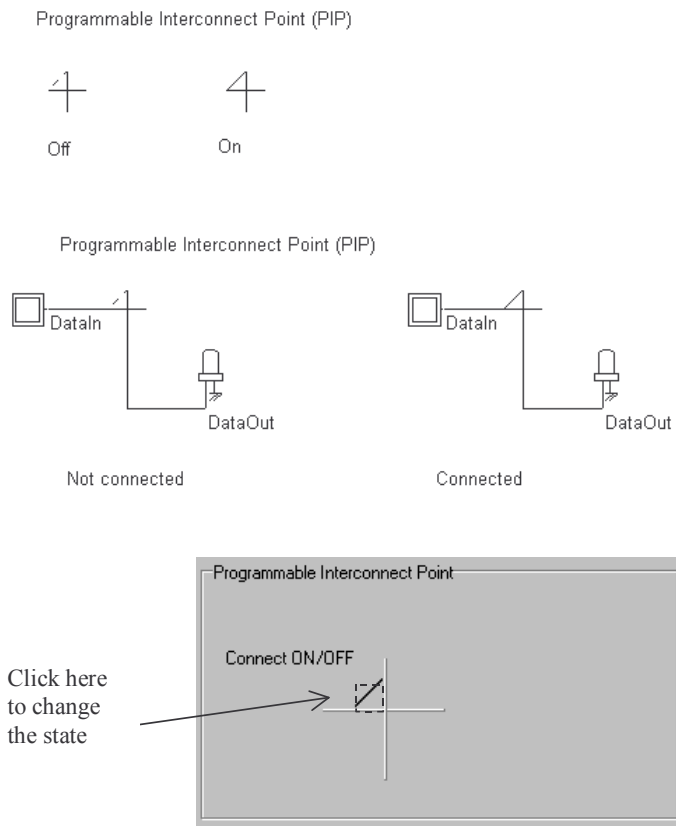 Programmable Interconnect Point (PIP)
Off
On
Programmable Interconnect Point (PIP)
DataIn
DataOut
DataIn
DataOut
Not connected
Connected
Programmable Interconnect Point
Connect ON/OFF
Click here
to change
the state